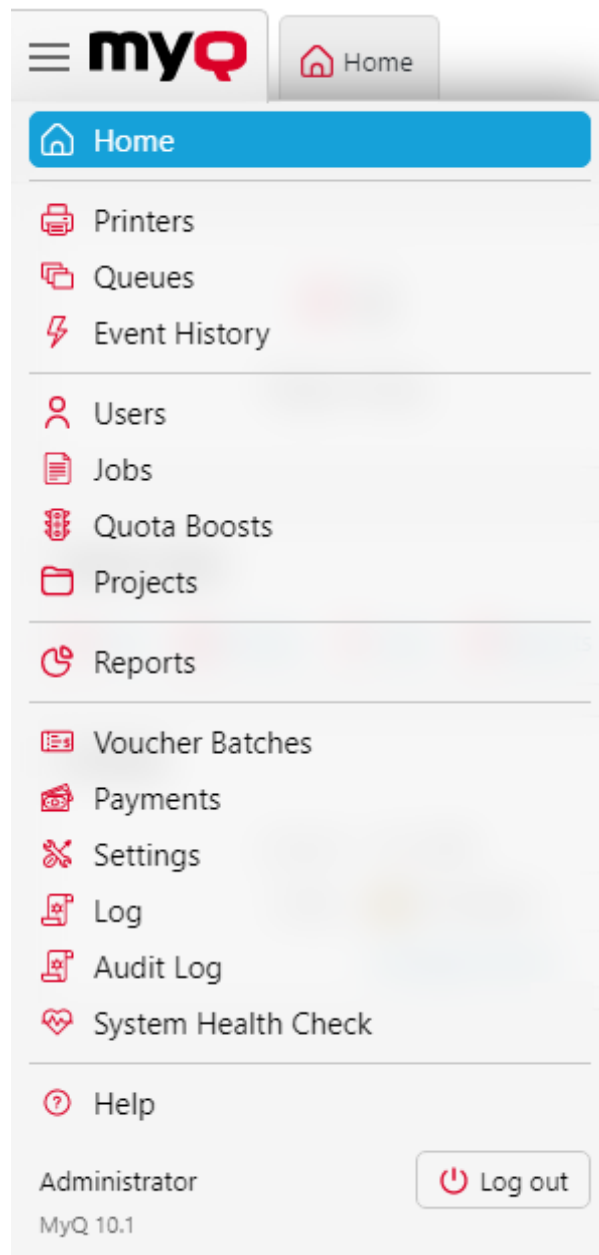 myQ
Home
Home
Printers
Queues
Event History
Users
Jobs
Quota Boosts
Projects
Reports
Voucher Batches
Payments
Settings
Log
Audit Log
System Health Check
Help
Administrator
Log out
MyQ 10.1